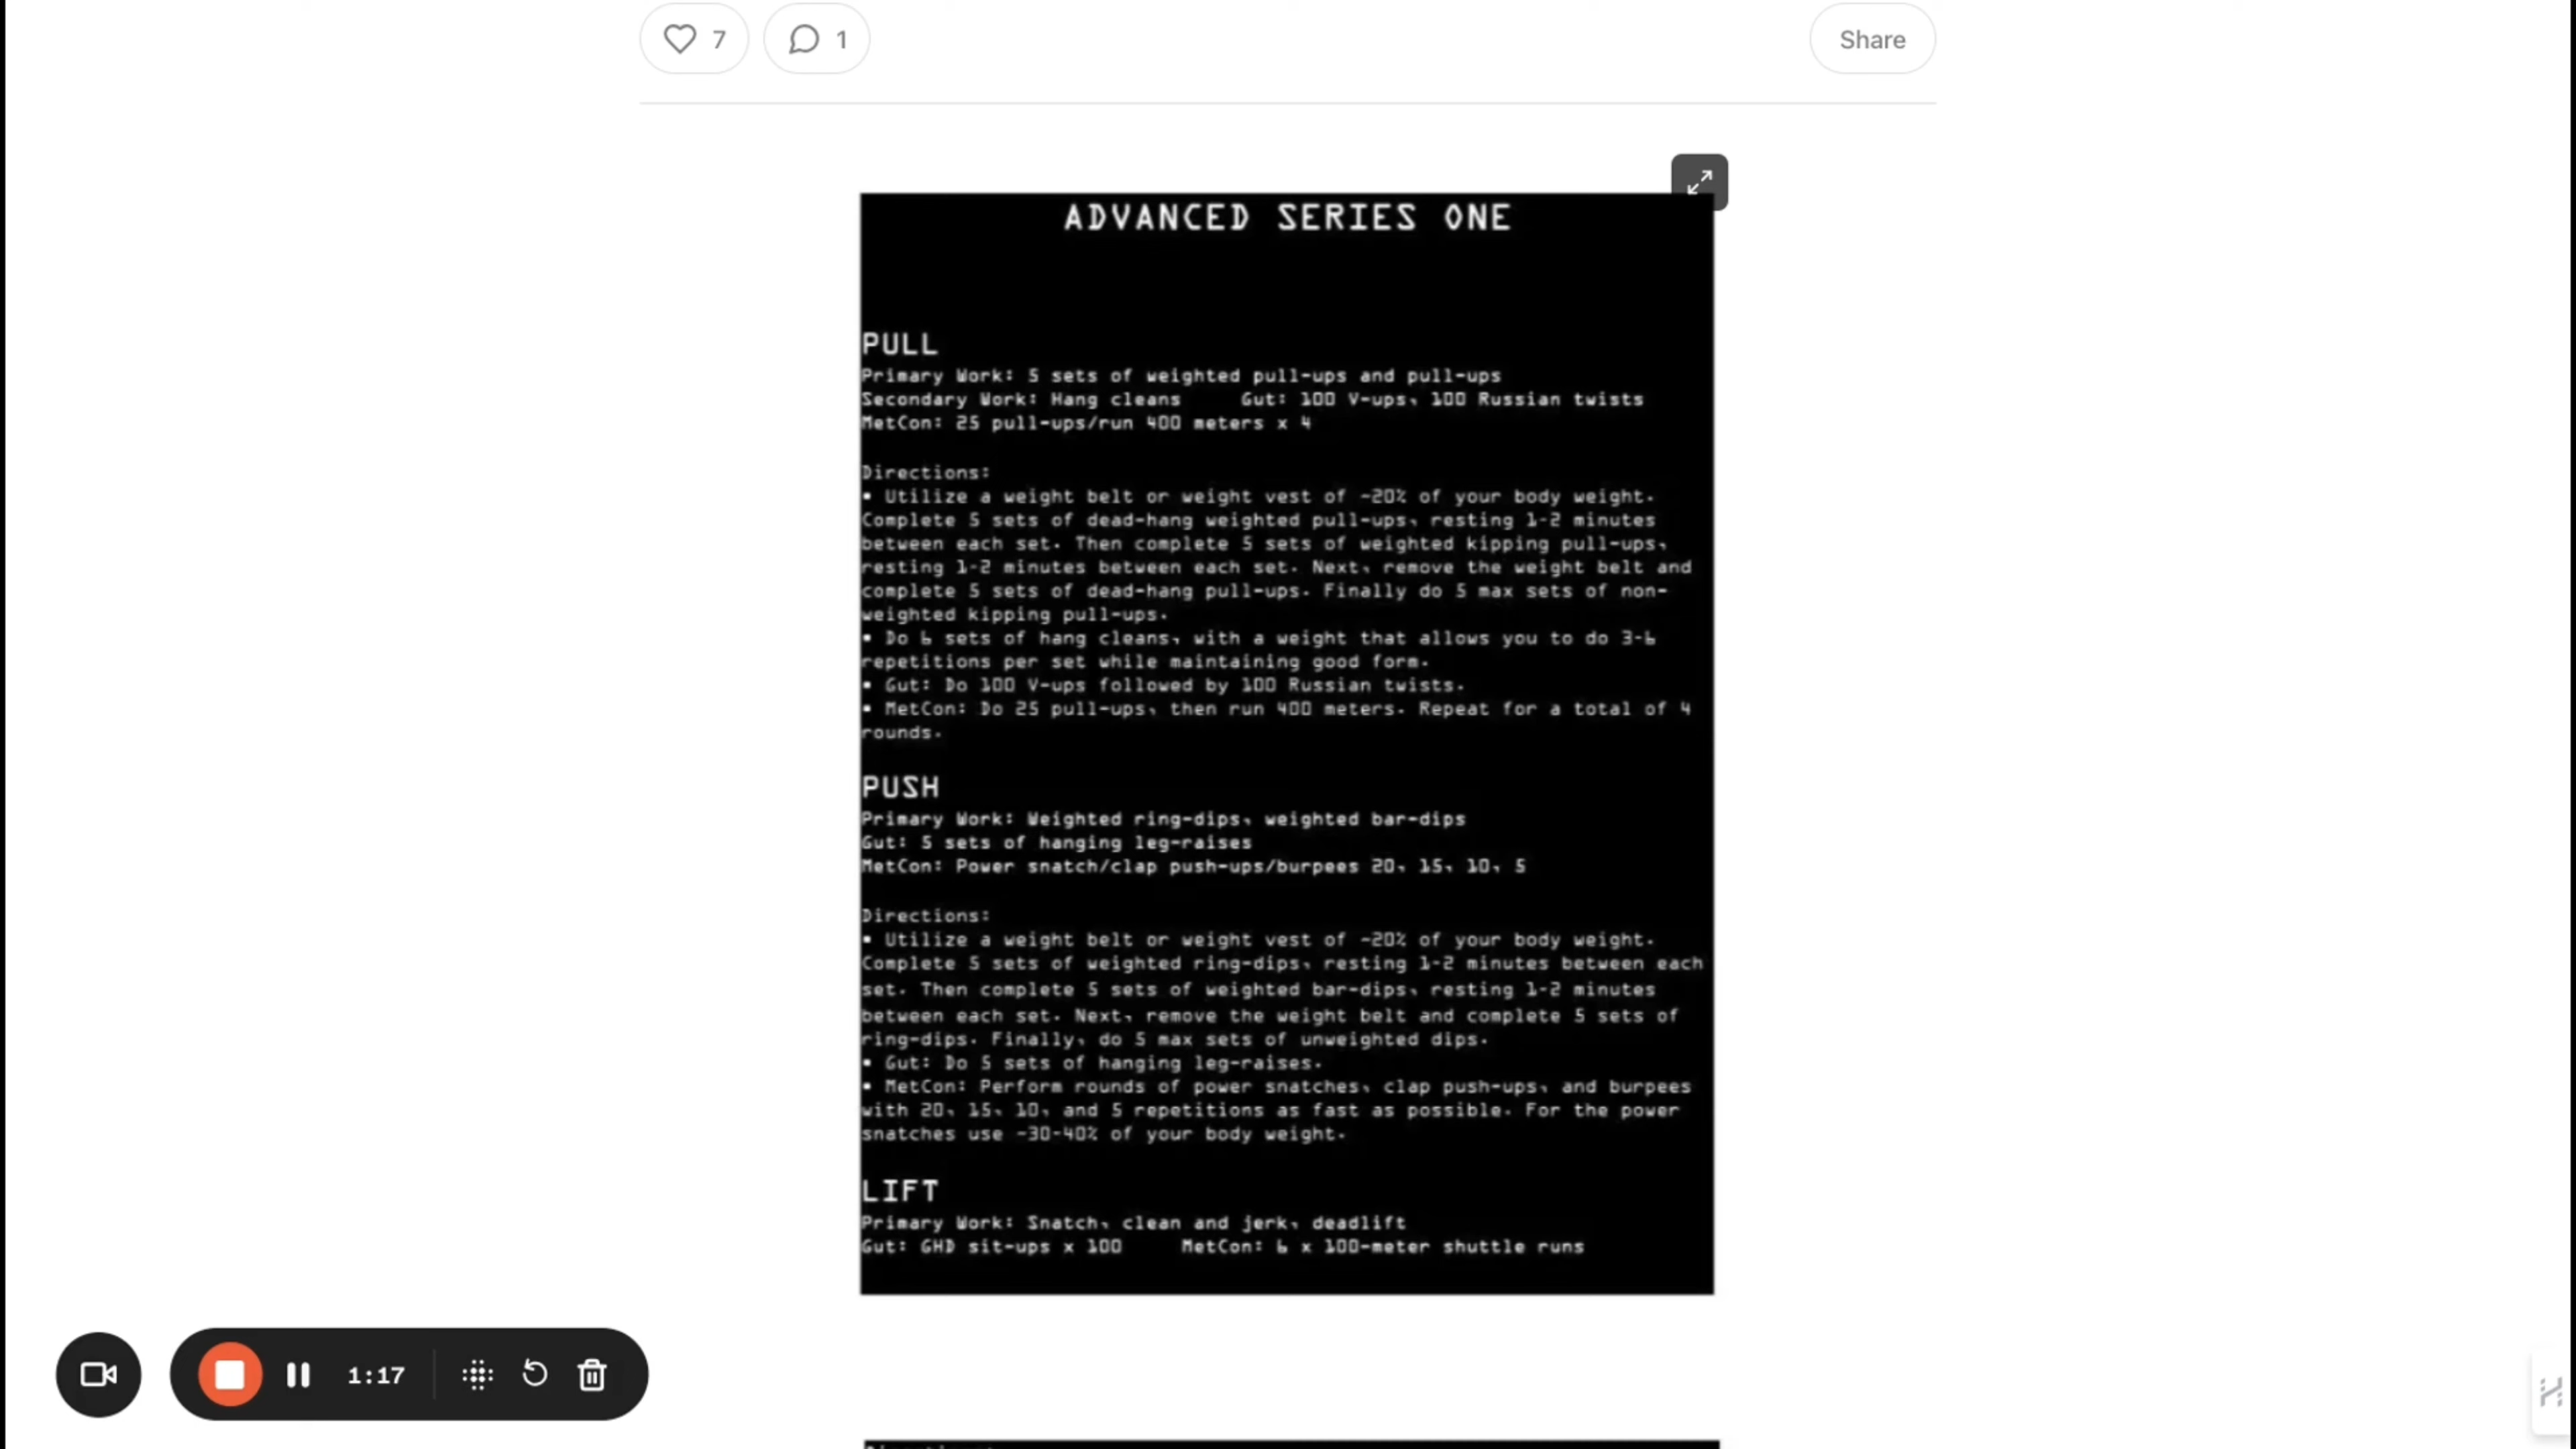 7
1
Share
ADVANCED SERIES ONE
PULL
Primary Work: 5 sets of weighted pull-ups and pull-ups
Secondary Work: Hang cleans Gut: 100 V-ups, 100 Russian twists
MetCon: 25 pull-ups/run 400 meters x 4
Directions:
• Utilize a weight belt or weight vest of ~20% of your body weight.
Complete 5 sets of dead-hang weighted pull-ups, resting 1-2 minutes
between each set. Then complete 5 sets of weighted kipping pull-ups,
resting 1-2 minutes between each set. Next, remove the weight belt and
complete 5 sets of dead-hang pull-ups. Finally do 5 max sets of non-
weighted kipping pull-ups.
• Do 6 sets of hang cleans, with a weight that allows you to do 3-6
repetitions per set while maintaining good form.
• Gut: Do 100 V-ups followed by 100 Russian twists.
• MetCon: Do 25 pull-ups, then run 400 meters. Repeat for a total of 4
rounds.
PUSH
Primary Work: Weighted ring-dips, weighted bar-dips
Gut: 5 sets of hanging leg-raises
MetCon: Power snatch/clap push-ups/burpees 20, 15, 10, 5
Directions:
• Utilize a weight belt or weight vest of ~20% of your body weight.
Complete 5 sets of weighted ring-dips, resting 1-2 minutes between each
set. Then complete 5 sets of weighted bar-dips, resting 1-2 minutes
between each set. Next, remove the weight belt and complete 5 sets of
ring-dips. Finally, do 5 max sets of unweighted dips.
• Gut: Do 5 sets of hanging leg-raises.
• MetCon: Perform rounds of power snatches, clap push-ups, and burpees
with 20, 15, 10, and 5 repetitions as fast as possible. For the power
snatches use ~30-40% of your body weight.
LIFT
Primary Work: Snatch, clean and jerk, deadlift
Gut: GHD sit-ups x 100 MetCon: 6 x 100-meter shuttle runs
1:17